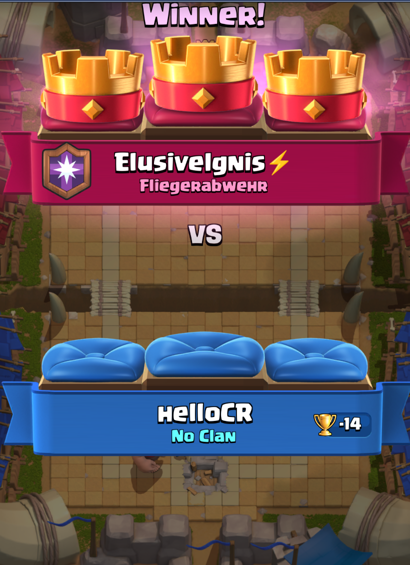 Winner!
ElusiveIgnis⚡
Fliegerabwehr
VS
helloCR
-14
No Clan